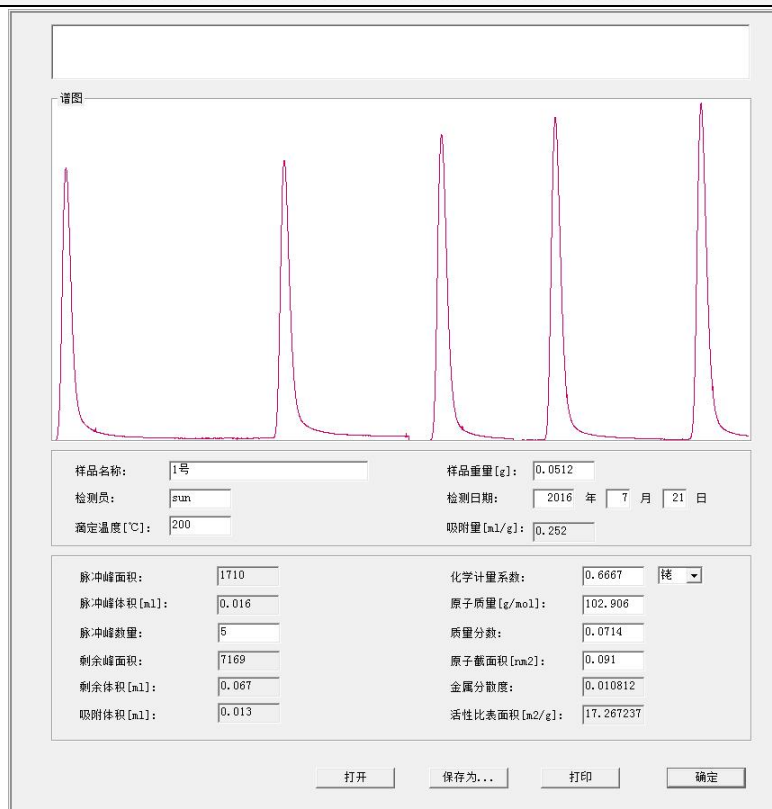 谱图
样品名称: 1号 样品重量[g]: 0.0512
检测员: sun 检测日期: 2016 年 7 月 21 日
滴定温度[℃]: 200 吸附量[ml/g]: 0.252
脉冲峰面积: 1710 化学计量系数: 0.6667 铑
脉冲峰体积[ml]: 0.016 原子质量[g/mol]: 102.906
脉冲峰数量: 5 质量分数: 0.0714
剩余峰面积: 7169 原子截面积[nm2]: 0.091
剩余体积[ml]: 0.067 金属分散度: 0.010812
吸附体积[ml]: 0.013 活性比表面积[m2/g]: 17.267237
打开 保存为... 打印 确定